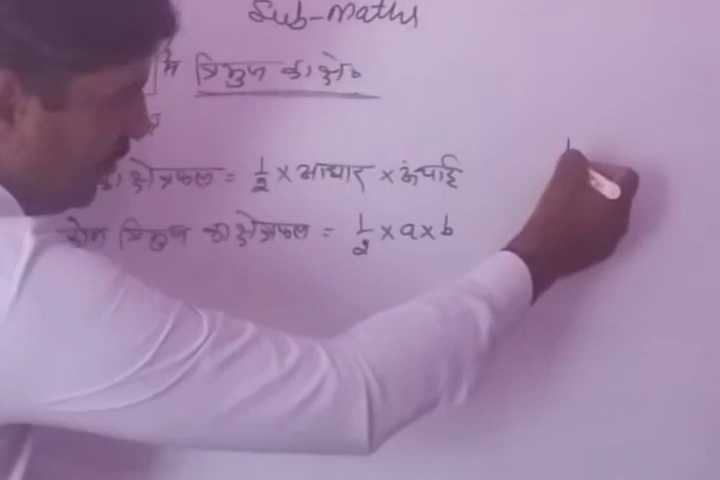 Sub-Maths
में त्रिभुज का क्षे०
का क्षेत्रफल = 1/2 × आधार × ऊंचाई
कोण त्रिभुज का क्षेत्रफल = 1/2 × a × b